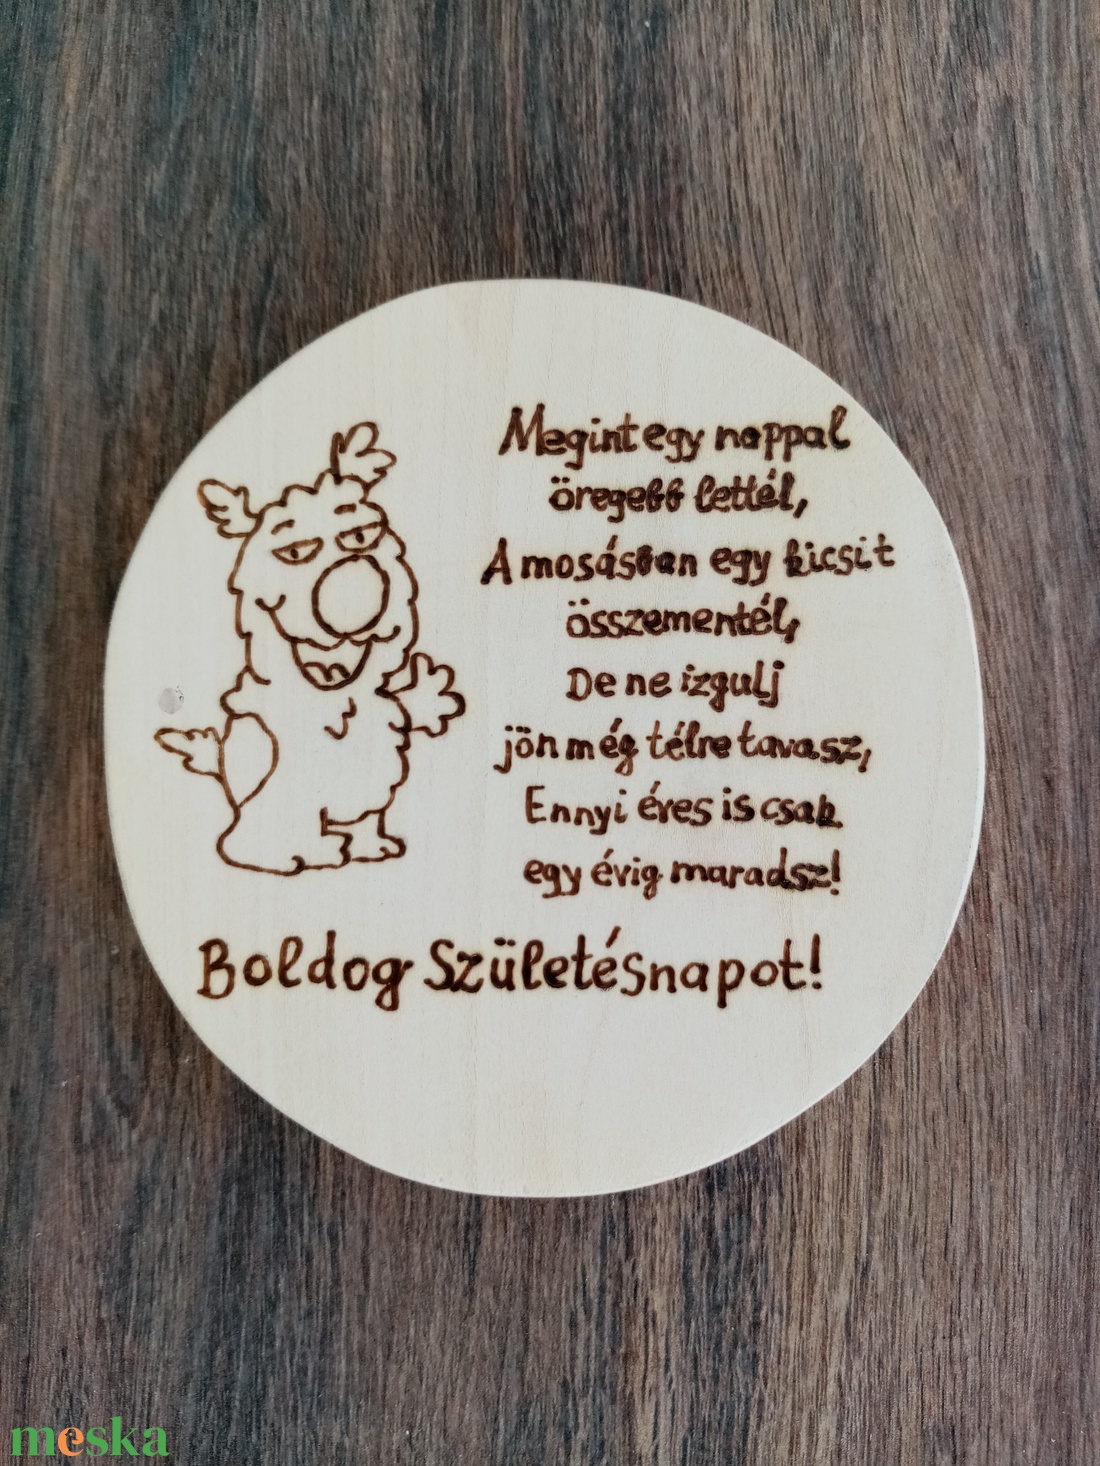 Megint egy nappal
öregebb lettél,
A mosásban egy kicsit
összementél,
De ne izgulj
jön még télre tavasz,
Ennyi éves is csak
egy évig maradsz!
Boldog Születésnapot!
meska